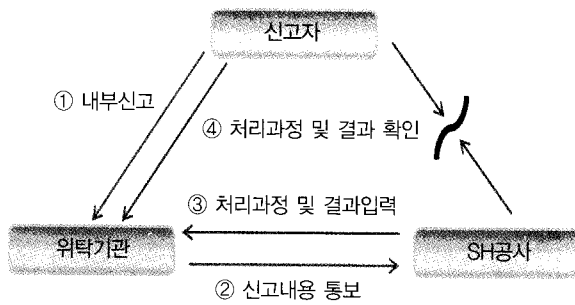 신고자
① 내부신고
④ 처리과정 및 결과 확인
③ 처리과정 및 결과입력
위탁기관
SH공사
② 신고내용 통보